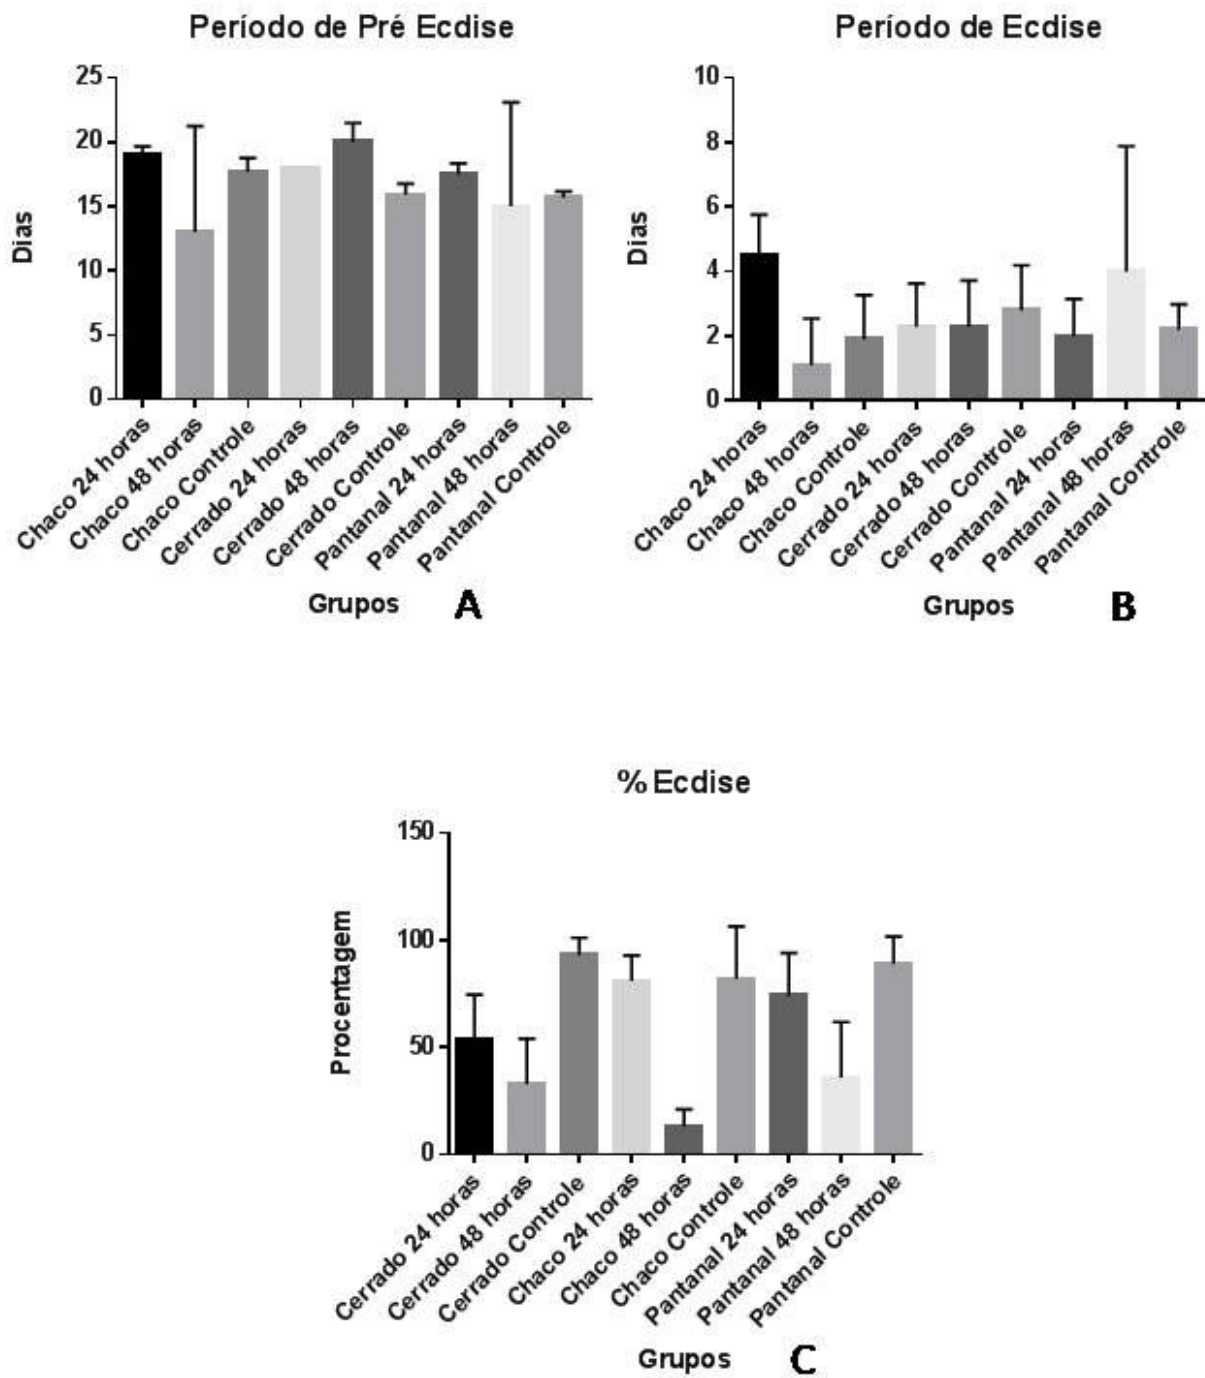 Período de Pré Ecdise
25
20
15
10
5
0
Dias
Chaco 24 horas
Chaco 48 horas
Chaco Controle
Cerrado 24 horas
Cerrado 48 horas
Cerrado Controle
Pantanal 24 horas
Pantanal 48 horas
Pantanal Controle
Grupos A
Período de Ecdise
10
8
6
4
2
0
Dias
Chaco 24 horas
Chaco 48 horas
Chaco Controle
Cerrado 24 horas
Cerrado 48 horas
Cerrado Controle
Pantanal 24 horas
Pantanal 48 horas
Pantanal Controle
Grupos B
% Ecdise
150
100
50
0
Procentagem
Cerrado 24 horas
Cerrado 48 horas
Cerrado Controle
Chaco 24 horas
Chaco 48 horas
Chaco Controle
Pantanal 24 horas
Pantanal 48 horas
Pantanal Controle
Grupos C